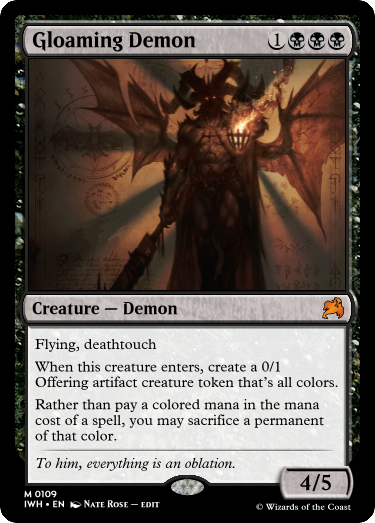 Gloaming Demon 1
Creature — Demon
Flying, deathtouch
When this creature enters, create a 0/1
Offering artifact creature token that's all colors.
Rather than pay a colored mana in the mana
cost of a spell, you may sacrifice a permanent
of that color.
To him, everything is an oblation.
4/5
M 0109
IWH • EN NATE ROSE — EDIT
© Wizards of the Coast